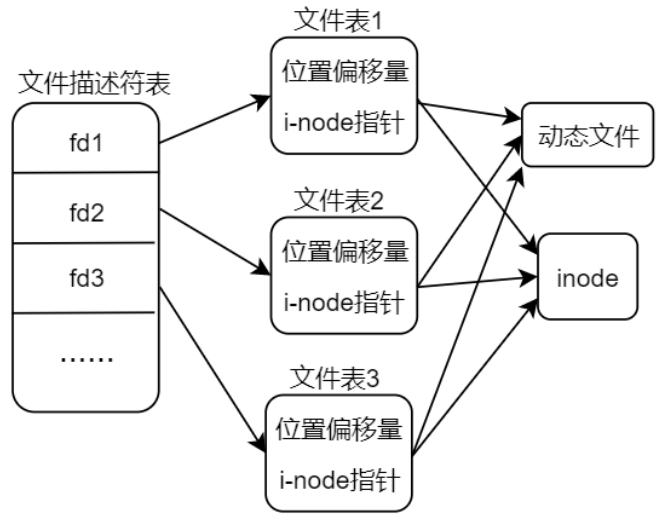 文件描述符表
fd1
fd2
fd3
······
文件表1
位置偏移量
i-node指针
文件表2
位置偏移量
i-node指针
文件表3
位置偏移量
i-node指针
动态文件
inode